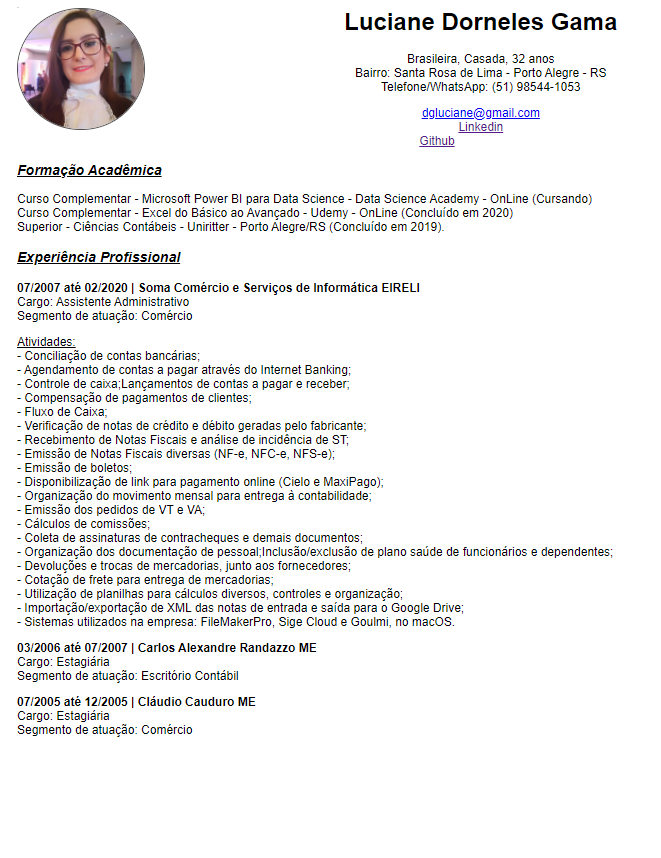 Luciane Dorneles Gama
Brasileira, Casada, 32 anos
Bairro: Santa Rosa de Lima - Porto Alegre - RS
Telefone/WhatsApp: (51) 98544-1053
dgluciane@gmail.com
Linkedin
Github
Formação Acadêmica
Curso Complementar - Microsoft Power BI para Data Science - Data Science Academy - OnLine (Cursando)
Curso Complementar - Excel do Básico ao Avançado - Udemy - OnLine (Concluído em 2020)
Superior - Ciências Contábeis - Uniritter - Porto Alegre/RS (Concluído em 2019).
Experiência Profissional
07/2007 até 02/2020 | Soma Comércio e Serviços de Informática EIRELI
Cargo: Assistente Administrativo
Segmento de atuação: Comércio
Atividades:
- Conciliação de contas bancárias;
- Agendamento de contas a pagar através do Internet Banking;
- Controle de caixa;Lançamentos de contas a pagar e receber;
- Compensação de pagamentos de clientes;
- Fluxo de Caixa;
- Verificação de notas de crédito e débito geradas pelo fabricante;
- Recebimento de Notas Fiscais e análise de incidência de ST;
- Emissão de Notas Fiscais diversas (NF-e, NFC-e, NFS-e);
- Emissão de boletos;
- Disponibilização de link para pagamento online (Cielo e MaxiPago);
- Organização do movimento mensal para entrega à contabilidade;
- Emissão dos pedidos de VT e VA;
- Cálculos de comissões;
- Coleta de assinaturas de contracheques e demais documentos;
- Organização dos documentação de pessoal;Inclusão/exclusão de plano saúde de funcionários e dependentes;
- Devoluções e trocas de mercadorias, junto aos fornecedores;
- Cotação de frete para entrega de mercadorias;
- Utilização de planilhas para cálculos diversos, controles e organização;
- Importação/exportação de XML das notas de entrada e saída para o Google Drive;
- Sistemas utilizados na empresa: FileMakerPro, Sige Cloud e Goulmi, no macOS.
03/2006 até 07/2007 | Carlos Alexandre Randazzo ME
Cargo: Estagiária
Segmento de atuação: Escritório Contábil
07/2005 até 12/2005 | Cláudio Cauduro ME
Cargo: Estagiária
Segmento de atuação: Comércio